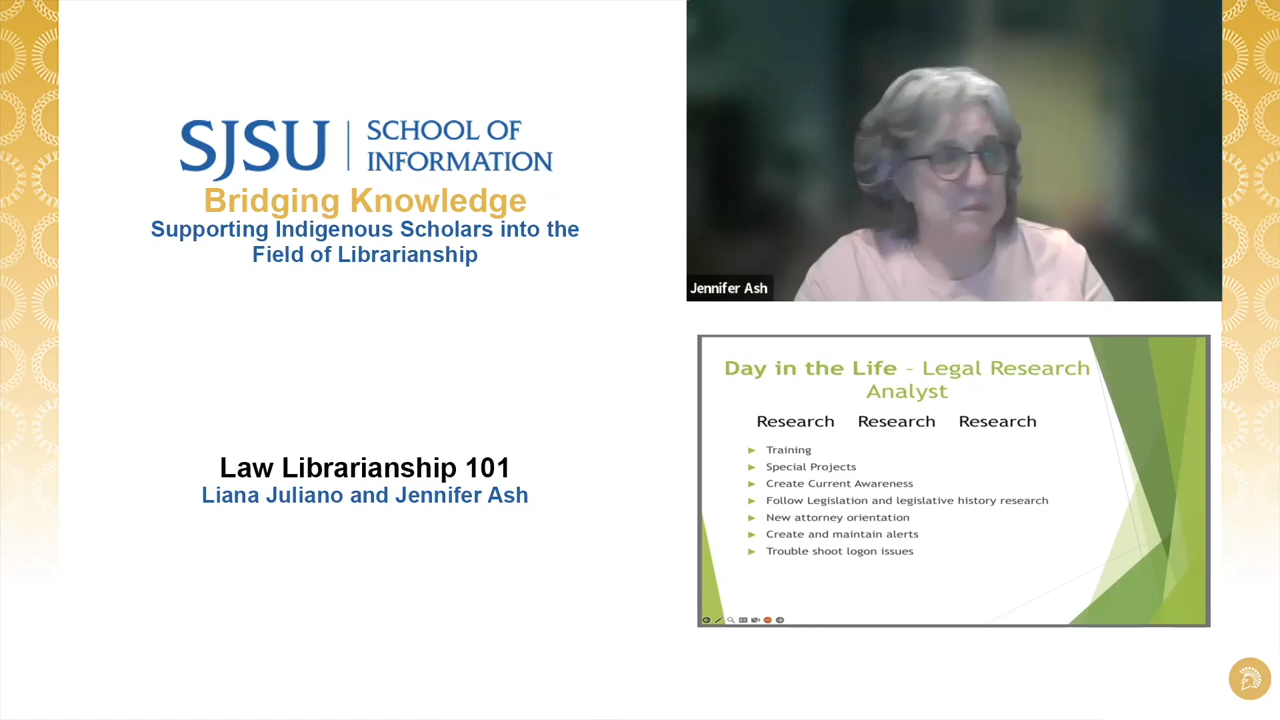 SJSU | SCHOOL OF
INFORMATION
Bridging Knowledge
Supporting Indigenous Scholars into the
Field of Librarianship
Law Librarianship 101
Liana Juliano and Jennifer Ash
Jennifer Ash
Day in the Life – Legal Research
Analyst
Research Research Research
Training
Special Projects
Create Current Awareness
Follow Legislation and legislative history research
New attorney orientation
Create and maintain alerts
Trouble shoot logon issues